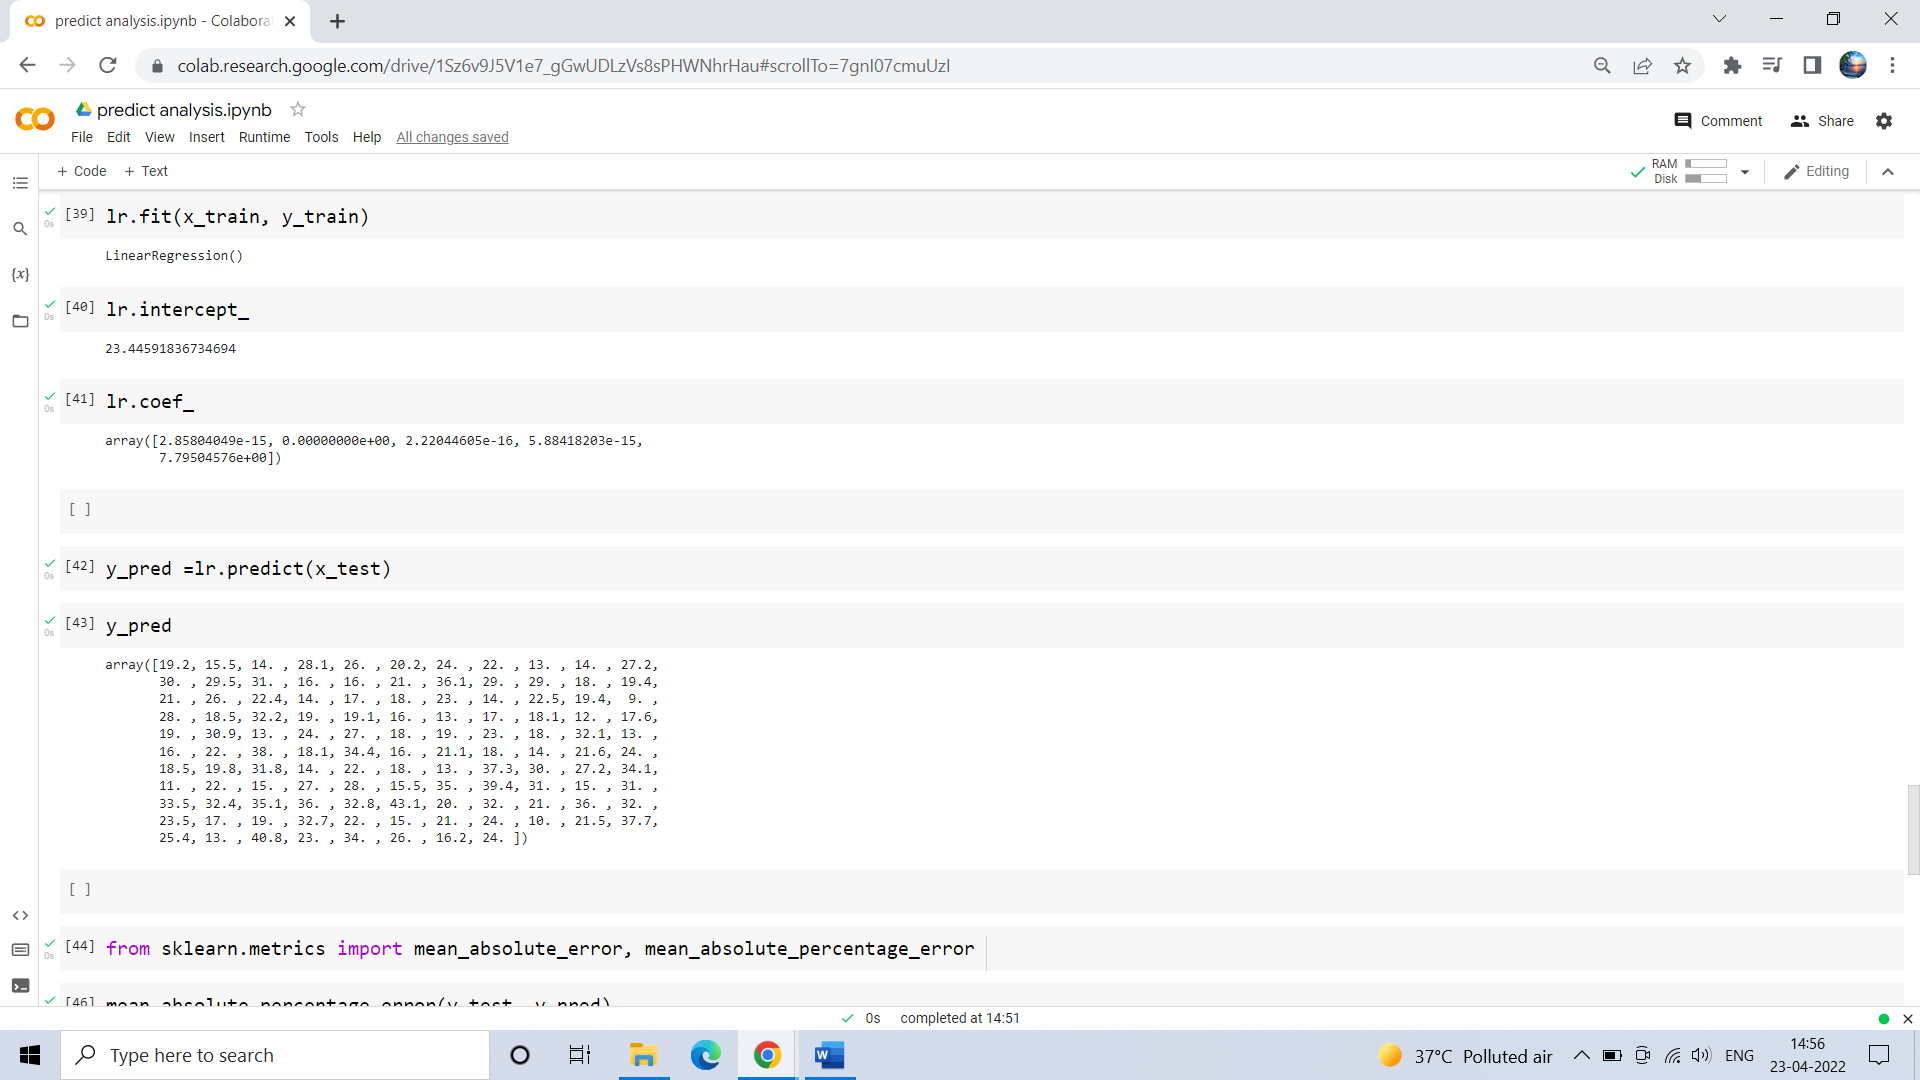 predict analysis.ipynb - Colabora
colab.research.google.com/drive/1Sz6v9J5V1e7_gGwUDLzVs8sPHWNhrHau#scrollTo=7gnI07cmuUzI
predict analysis.ipynb
Comment
Share
File Edit View Insert Runtime Tools Help All changes saved
+ Code + Text
RAM
Disk
Editing
[39] lr.fit(x_train, y_train)
0s
LinearRegression()
[40] lr.intercept_
0s
23.44591836734694
[41] lr.coef_
0s
array([2.85804049e-15, 0.00000000e+00, 2.22044605e-16, 5.88418203e-15,
7.79504576e+00])
[ ]
[42] y_pred =lr.predict(x_test)
0s
[43] y_pred
0s
array([19.2, 15.5, 14. , 28.1, 26. , 20.2, 24. , 22. , 13. , 14. , 27.2,
30. , 29.5, 31. , 16. , 16. , 21. , 36.1, 29. , 29. , 18. , 19.4,
21. , 26. , 22.4, 14. , 17. , 18. , 23. , 14. , 22.5, 19.4, 9. ,
28. , 18.5, 32.2, 19. , 19.1, 16. , 13. , 17. , 18.1, 12. , 17.6,
19. , 30.9, 13. , 24. , 27. , 18. , 19. , 23. , 18. , 32.1, 13. ,
16. , 22. , 38. , 18.1, 34.4, 16. , 21.1, 18. , 14. , 21.6, 24. ,
18.5, 19.8, 31.8, 14. , 22. , 18. , 13. , 37.3, 30. , 27.2, 34.1,
11. , 22. , 15. , 27. , 28. , 15.5, 35. , 39.4, 31. , 15. , 31. ,
33.5, 32.4, 35.1, 36. , 32.8, 43.1, 20. , 32. , 21. , 36. , 32. ,
23.5, 17. , 19. , 32.7, 22. , 15. , 21. , 24. , 10. , 21.5, 37.7,
25.4, 13. , 40.8, 23. , 34. , 26. , 16.2, 24. ])
[ ]
[44] from sklearn.metrics import mean_absolute_error, mean_absolute_percentage_error
0s
[46] mean_absolute_percentage_error(y_test, y_pred)
0s completed at 14:51
Type here to search
37°C Polluted air
ENG
14:56
23-04-2022